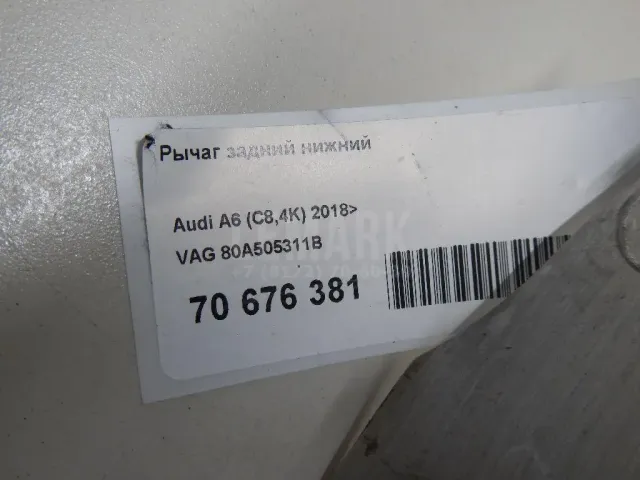 Рычаг задний нижний
Audi A6 (C8,4K) 2018>
VAG 80A505311B
70 676 381